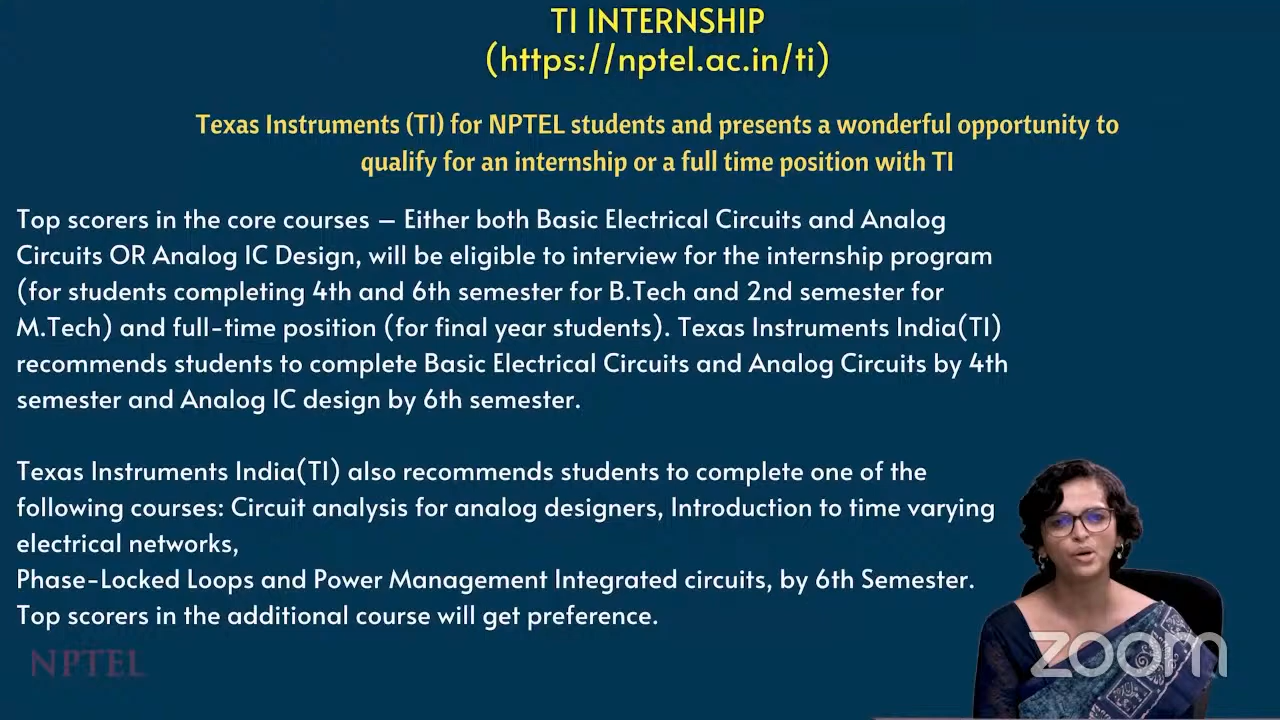 TI INTERNSHIP
(https://nptel.ac.in/ti)
Texas Instruments (TI) for NPTEL students and presents a wonderful opportunity to
qualify for an internship or a full time position with TI
Top scorers in the core courses – Either both Basic Electrical Circuits and Analog
Circuits OR Analog IC Design, will be eligible to interview for the internship program
(for students completing 4th and 6th semester for B.Tech and 2nd semester for
M.Tech) and full-time position (for final year students). Texas Instruments India(TI)
recommends students to complete Basic Electrical Circuits and Analog Circuits by 4th
semester and Analog IC design by 6th semester.
Texas Instruments India(TI) also recommends students to complete one of the
following courses: Circuit analysis for analog designers, Introduction to time varying
electrical networks,
Phase-Locked Loops and Power Management Integrated circuits, by 6th Semester.
Top scorers in the additional course will get preference.
NPTEL
zoom